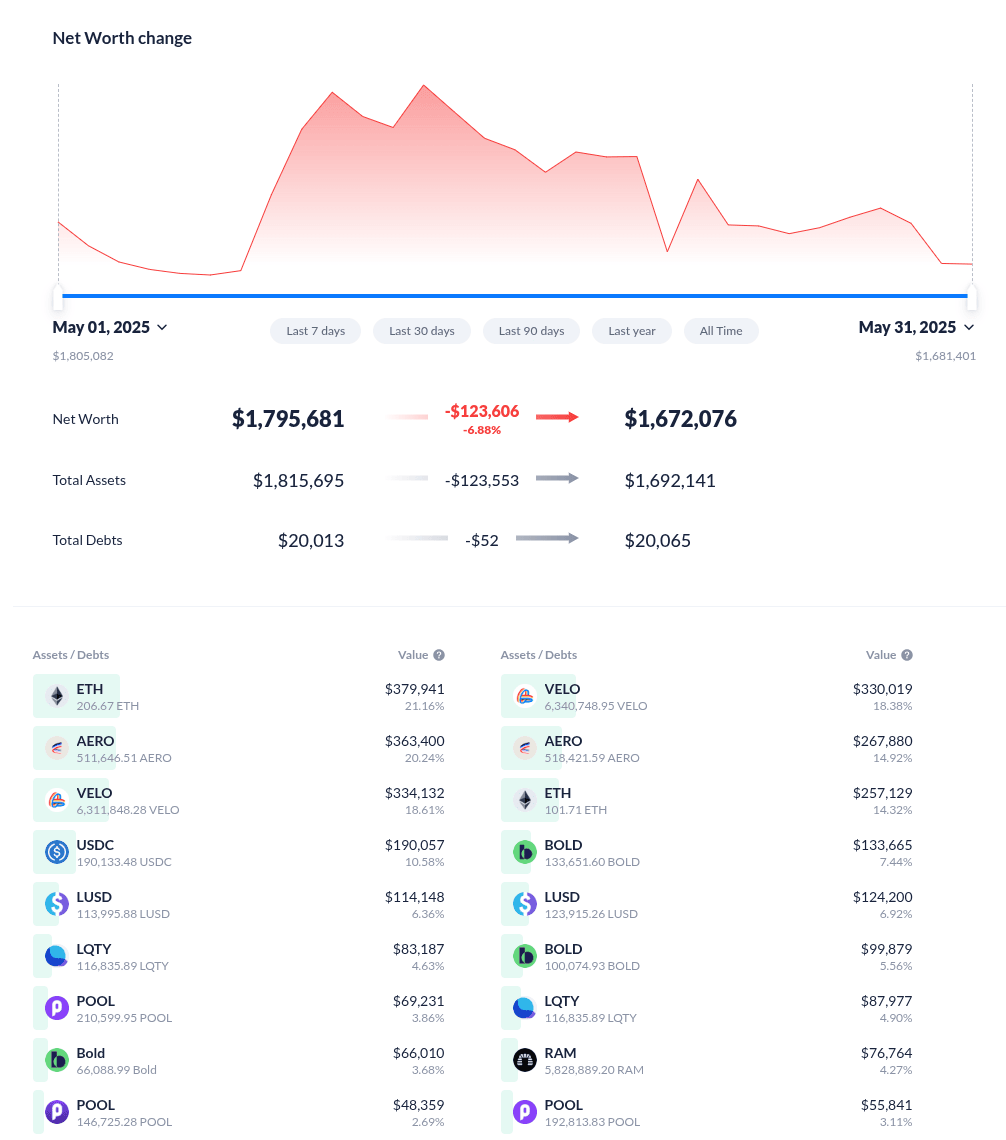 Net Worth change
May 01, 2025
Last 7 days
Last 30 days
Last 90 days
Last year
All Time
May 31, 2025
$1,805,082
$1,681,401
Net Worth
$1,795,681
-$123,606
-6.88%
$1,672,076
Total Assets
$1,815,695
-$123,553
$1,692,141
Total Debts
$20,013
-$52
$20,065
Assets / Debts
Value
ETH
$379,941
206.67 ETH
21.16%
AERO
$363,400
511,646.51 AERO
20.24%
VELO
$334,132
6,311,848.28 VELO
18.61%
USDC
$190,057
190,133.48 USDC
10.58%
LUSD
$114,148
113,995.88 LUSD
6.36%
LQTY
$83,187
116,835.89 LQTY
4.63%
POOL
$69,231
210,599.95 POOL
3.86%
Bold
$66,010
66,088.99 Bold
3.68%
POOL
$48,359
146,725.28 POOL
2.69%
Assets / Debts
Value
VELO
$330,019
6,340,748.95 VELO
18.38%
AERO
$267,880
518,421.59 AERO
14.92%
ETH
$257,129
101.71 ETH
14.32%
BOLD
$133,665
133,651.60 BOLD
7.44%
LUSD
$124,200
123,915.26 LUSD
6.92%
BOLD
$99,879
100,074.93 BOLD
5.56%
LQTY
$87,977
116,835.89 LQTY
4.90%
RAM
$76,764
5,828,889.20 RAM
4.27%
POOL
$55,841
192,813.83 POOL
3.11%